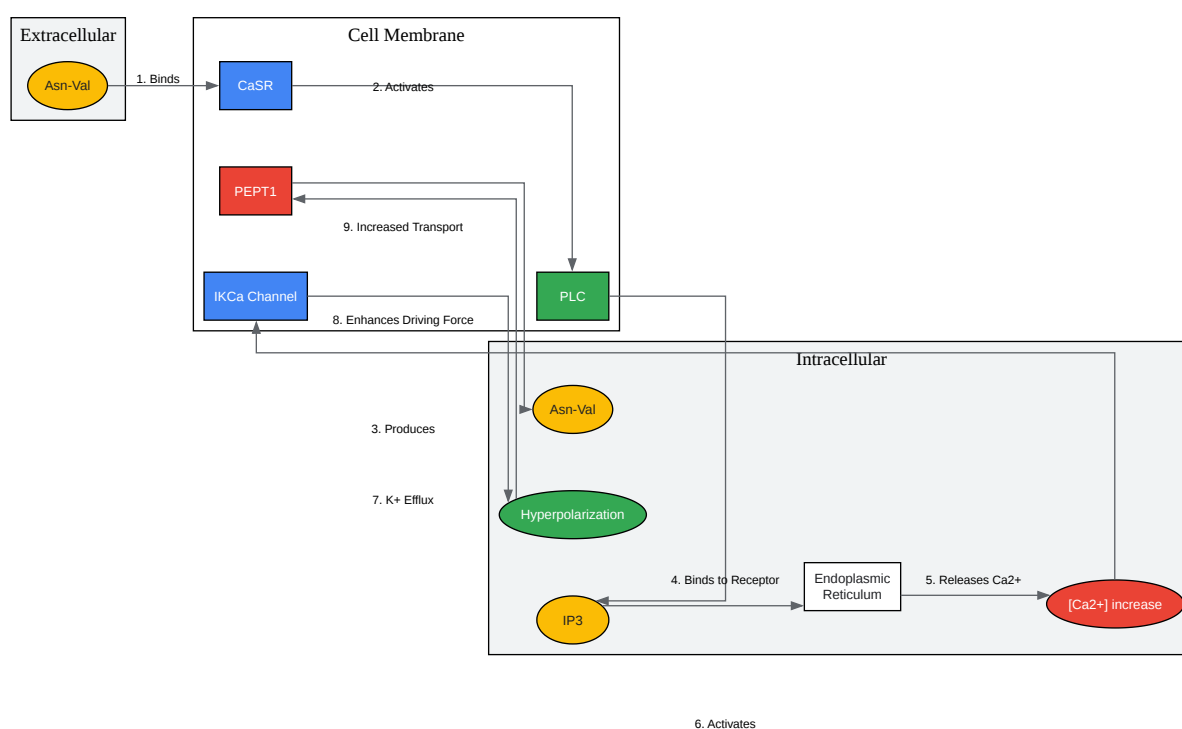 Extracellular
Cell Membrane
Asn-Val
1. Binds
CaSR
2. Activates
PEPT1
9. Increased Transport
IKCa Channel
PLC
8. Enhances Driving Force
Intracellular
Asn-Val
3. Produces
7. K+ Efflux
Hyperpolarization
4. Binds to Receptor
Endoplasmic
Reticulum
5. Releases Ca2+
[Ca2+] increase
IP3
6. Activates